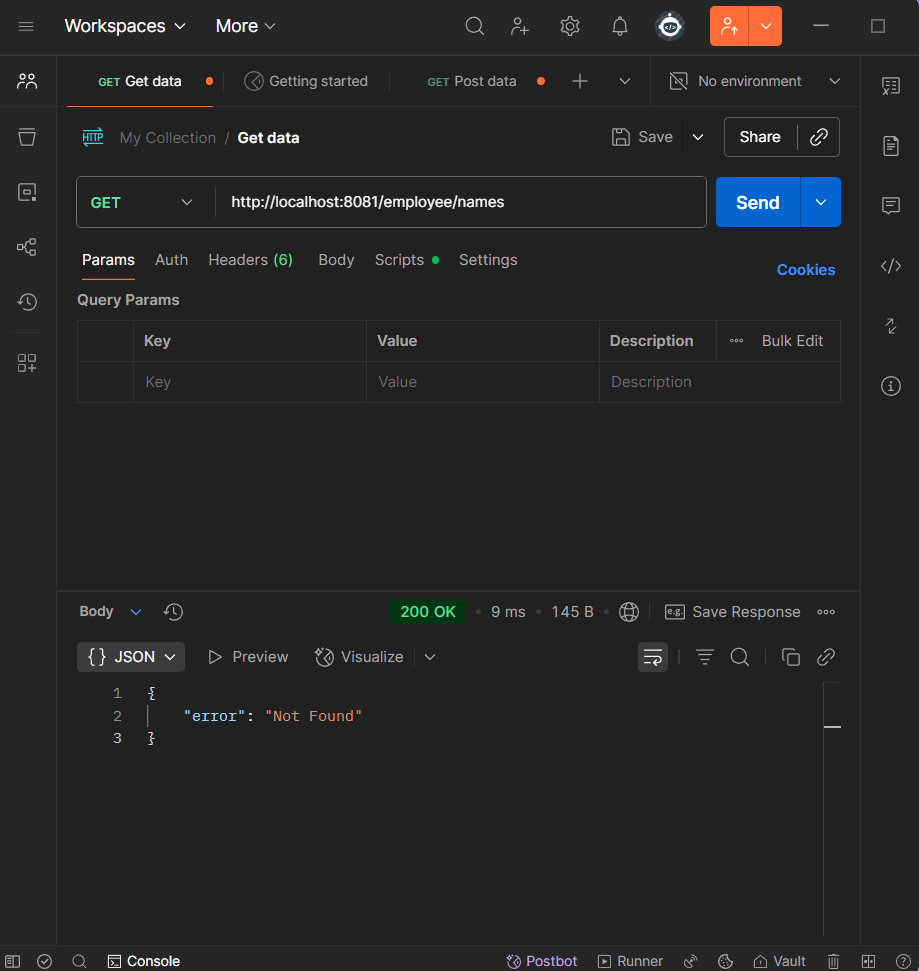 Workspaces More
GET Get data Getting started GET Post data No environment
HTTP My Collection / Get data Save Share
GET http://localhost:8081/employee/names Send
Params Auth Headers (6) Body Scripts Settings
Cookies
Query Params
Key Value Description Bulk Edit
Key Value Description
Body 200 OK 9 ms 145 B e.g. Save Response
{} JSON Preview Visualize
1 {
2 "error": "Not Found"
3 }
Console Postbot Runner Vault